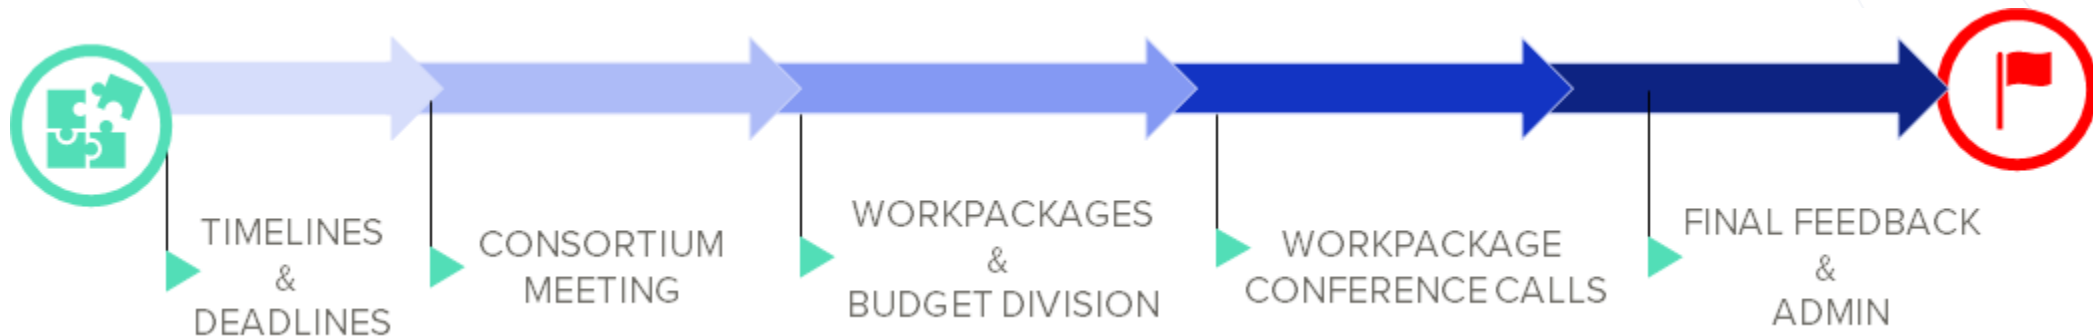 TIMELINES
&
DEADLINES
CONSORTIUM
MEETING
WORKPACKAGES
&
BUDGET DIVISION
WORKPACKAGE
CONFERENCE CALLS
FINAL FEEDBACK
&
ADMIN